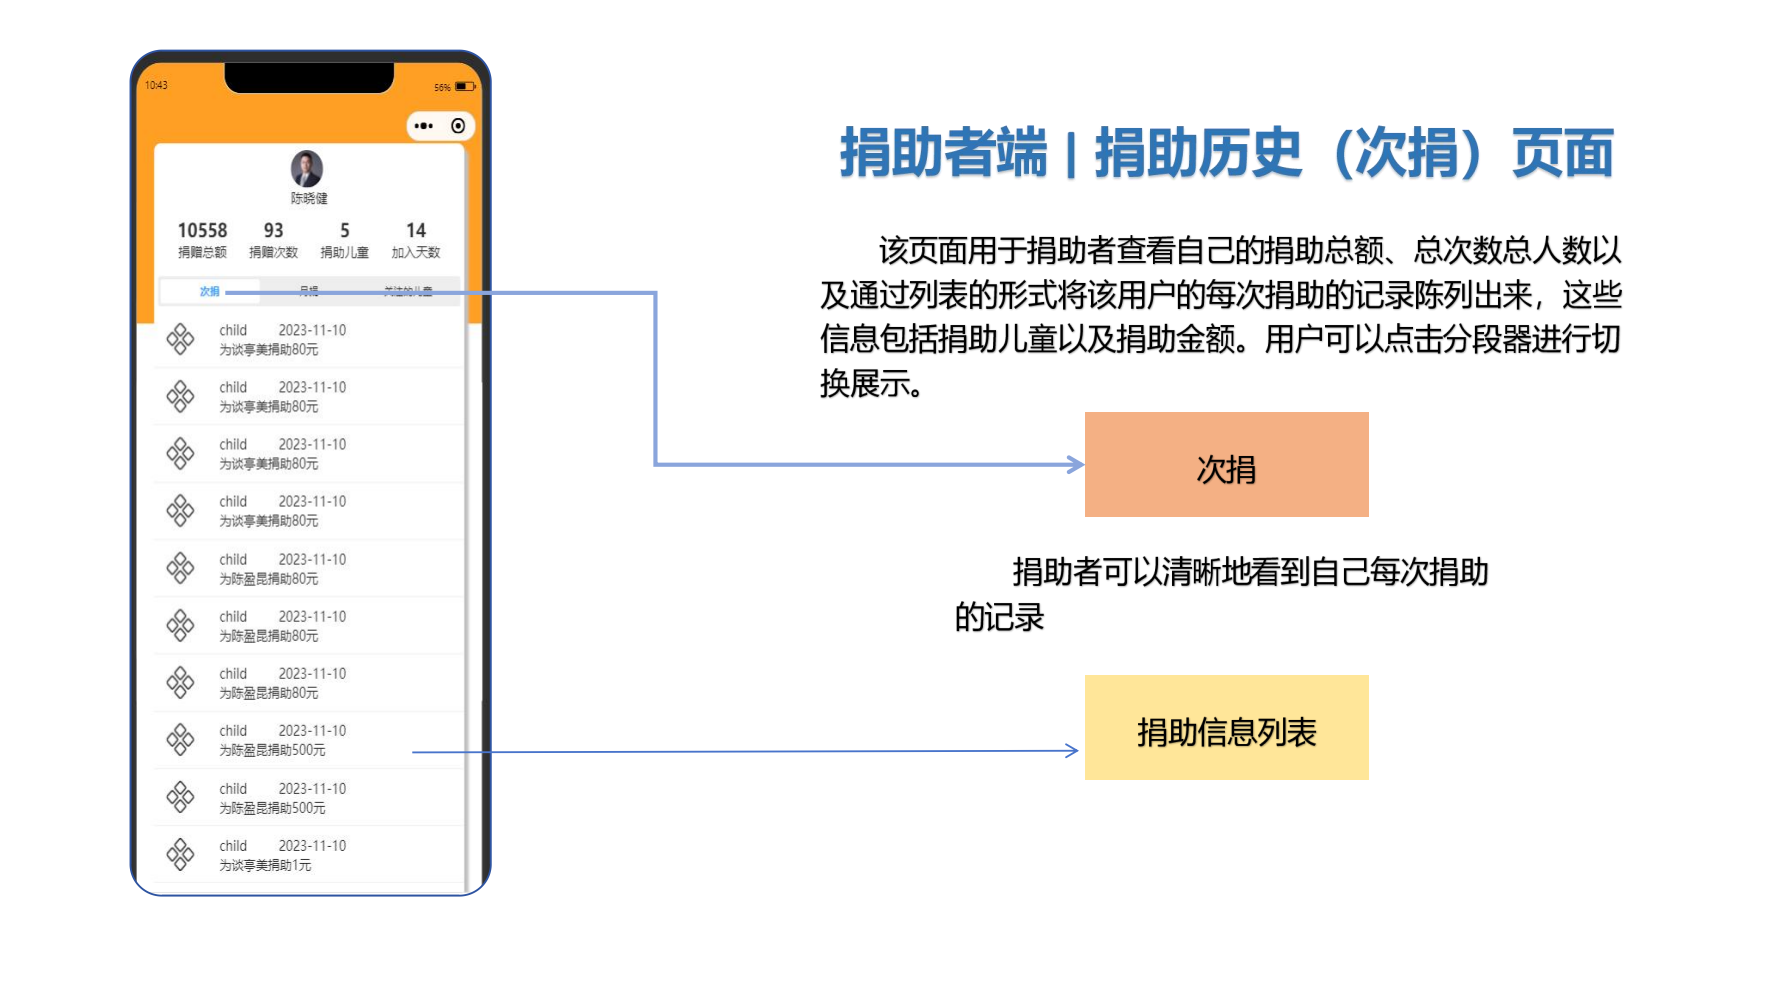 10:43
56%
陈晓健
10558 93 5 14
捐赠总额 捐赠次数 捐助儿童 加入天数
次捐 月捐 关注的儿童
child 2023-11-10
为谈亭美捐助80元
child 2023-11-10
为谈亭美捐助80元
child 2023-11-10
为谈亭美捐助80元
child 2023-11-10
为谈亭美捐助80元
child 2023-11-10
为陈盈昆捐助80元
child 2023-11-10
为陈盈昆捐助80元
child 2023-11-10
为陈盈昆捐助80元
child 2023-11-10
为陈盈昆捐助500元
child 2023-11-10
为陈盈昆捐助500元
child 2023-11-10
为谈亭美捐助1元
捐助者端 | 捐助历史（次捐）页面
该页面用于捐助者查看自己的捐助总额、总次数总人数以
及通过列表的形式将该用户的每次捐助的记录陈列出来，这些
信息包括捐助儿童以及捐助金额。用户可以点击分段器进行切
换展示。
次捐
捐助者可以清晰地看到自己每次捐助
的记录
捐助信息列表